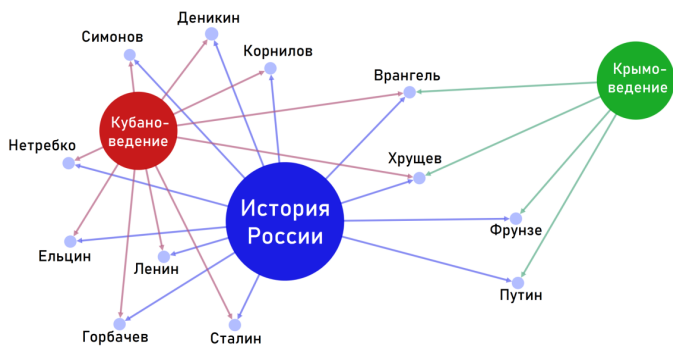 Деникин
Симонов
Корнилов
Врангель
Крымо-
ведение
Кубано-
ведение
Нетребко
Хрущев
История
России
Фрунзе
Ельцин
Ленин
Путин
Горбачев
Сталин